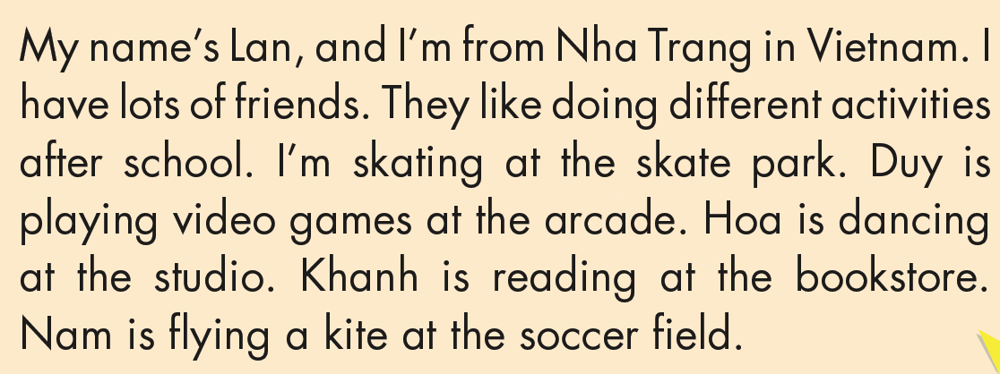 My name’s Lan, and I’m from Nha Trang in Vietnam. I
have lots of friends. They like doing different activities
after school. I’m skating at the skate park. Duy is
playing video games at the arcade. Hoa is dancing
at the studio. Khanh is reading at the bookstore.
Nam is flying a kite at the soccer field.